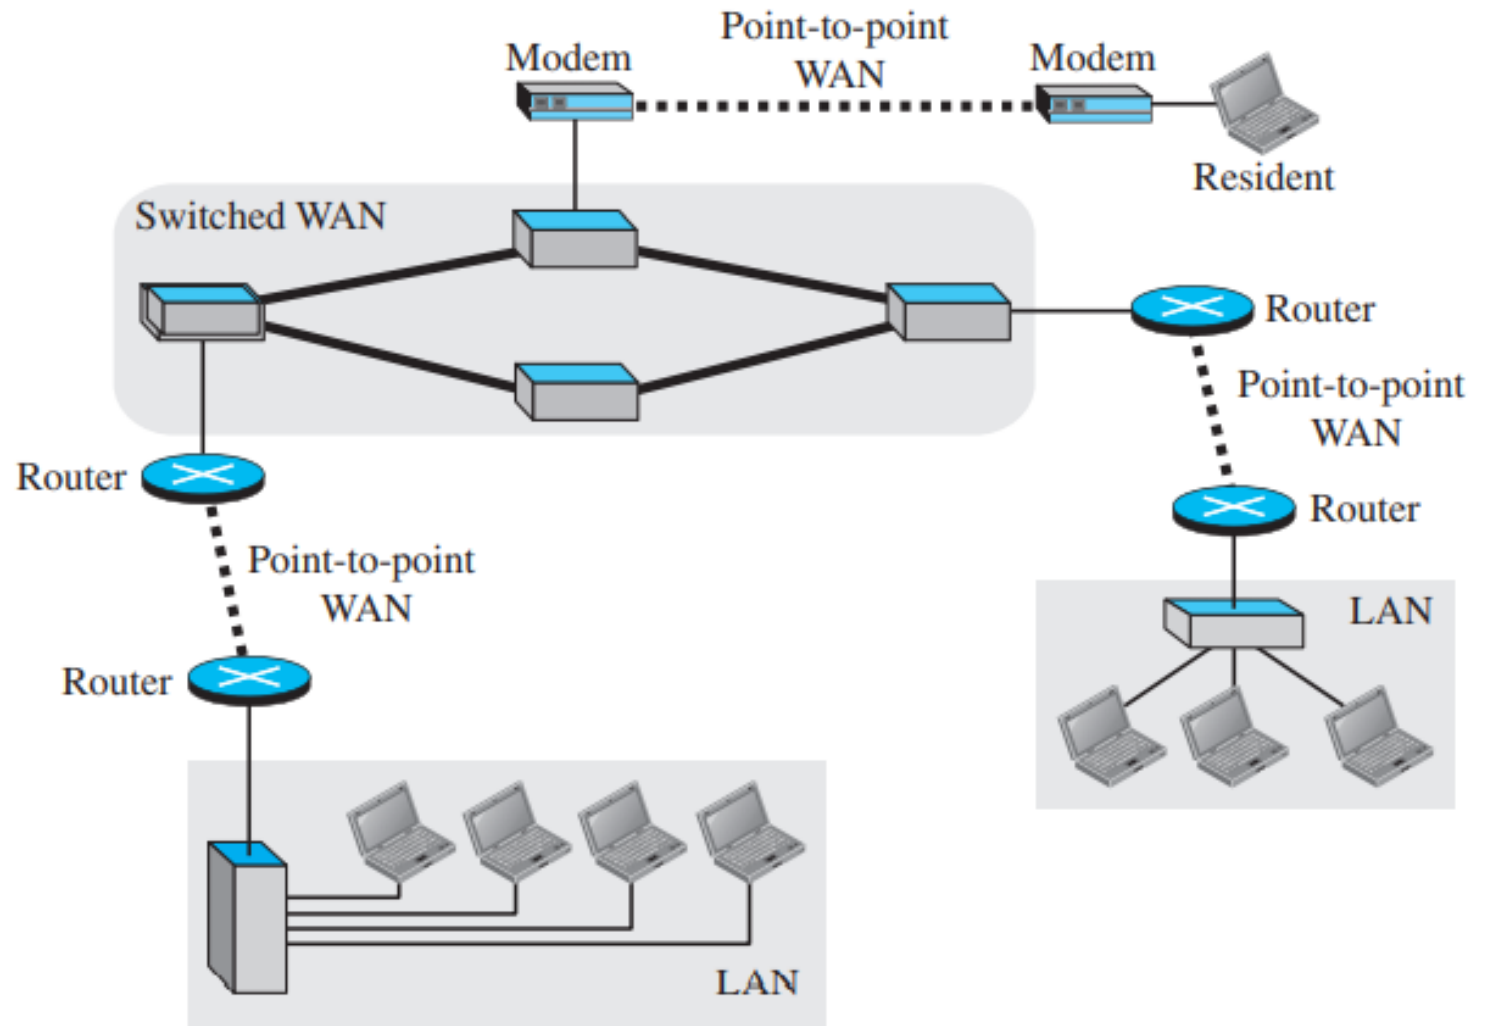 Point-to-point
WAN
Modem
Modem
Resident
Switched WAN
Router
Point-to-point
WAN
Router
Router
Point-to-point
WAN
Router
LAN
LAN